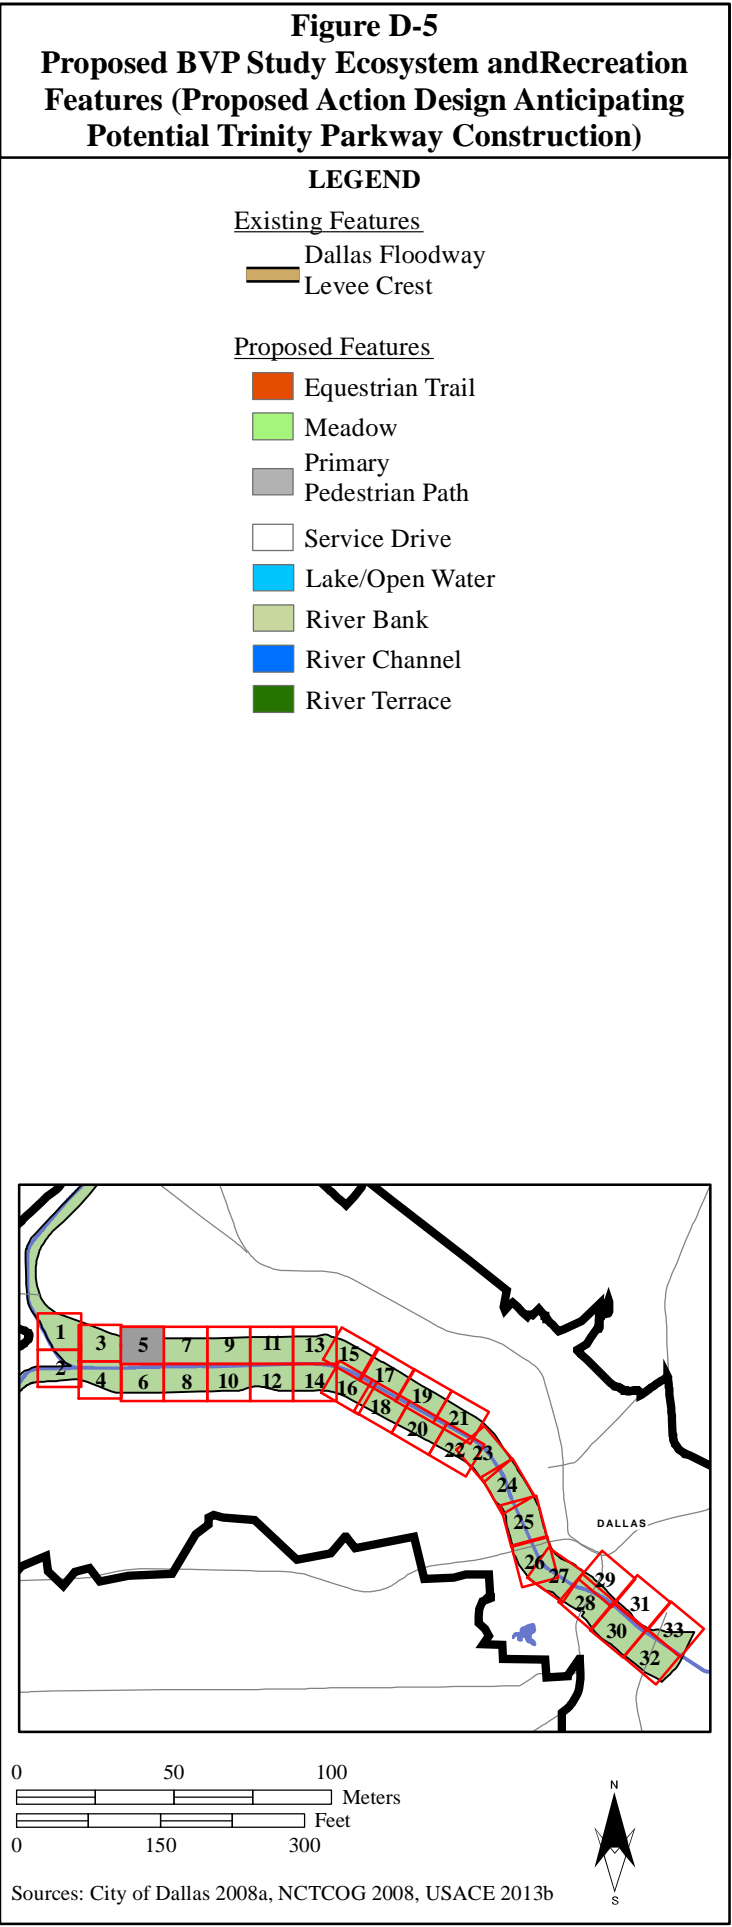 Figure D-5
Proposed BVP Study Ecosystem andRecreation
Features (Proposed Action Design Anticipating
Potential Trinity Parkway Construction)
LEGEND
Existing Features
Dallas Floodway
Levee Crest
Proposed Features
Equestrian Trail
Meadow
Primary
Pedestrian Path
Service Drive
Lake/Open Water
River Bank
River Channel
River Terrace
1
2
3
4
5
6
7
8
9
10
11
12
13
14
15
16
17
18
19
20
21
22
23
24
25
26
27
28
29
30
31
32
33
DALLAS
0 50 100
Meters
Feet
0 150 300
N
S
Sources: City of Dallas 2008a, NCTCOG 2008, USACE 2013b